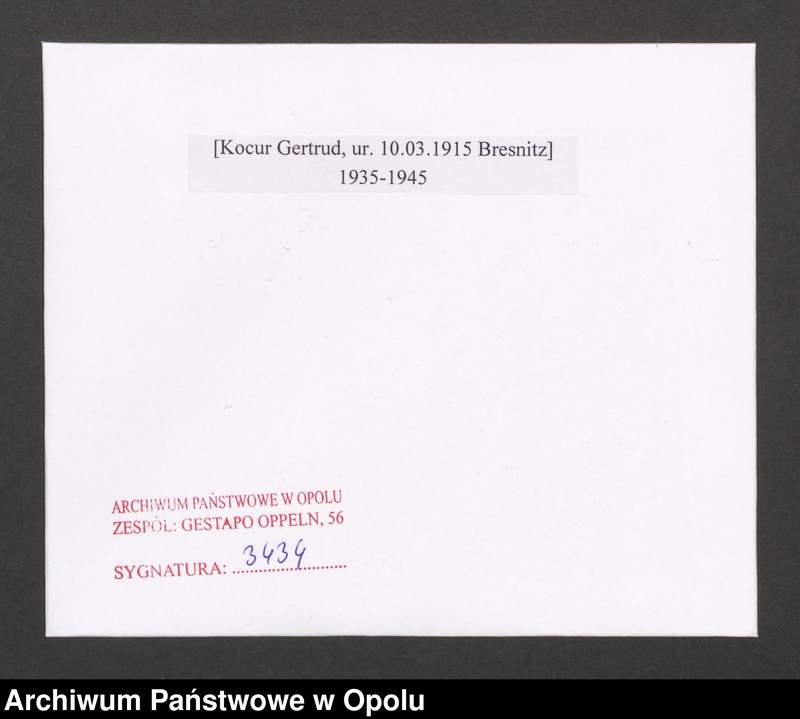 [Kocur Gertrud, ur. 10.03.1915 Bresnitz]
1935-1945
ARCHIWUM PAŃSTWOWE W OPOLU
ZESPÓŁ: GESTAPO OPPELN, 56
SYGNATURA: 3434
Archiwum Państwowe w Opolu